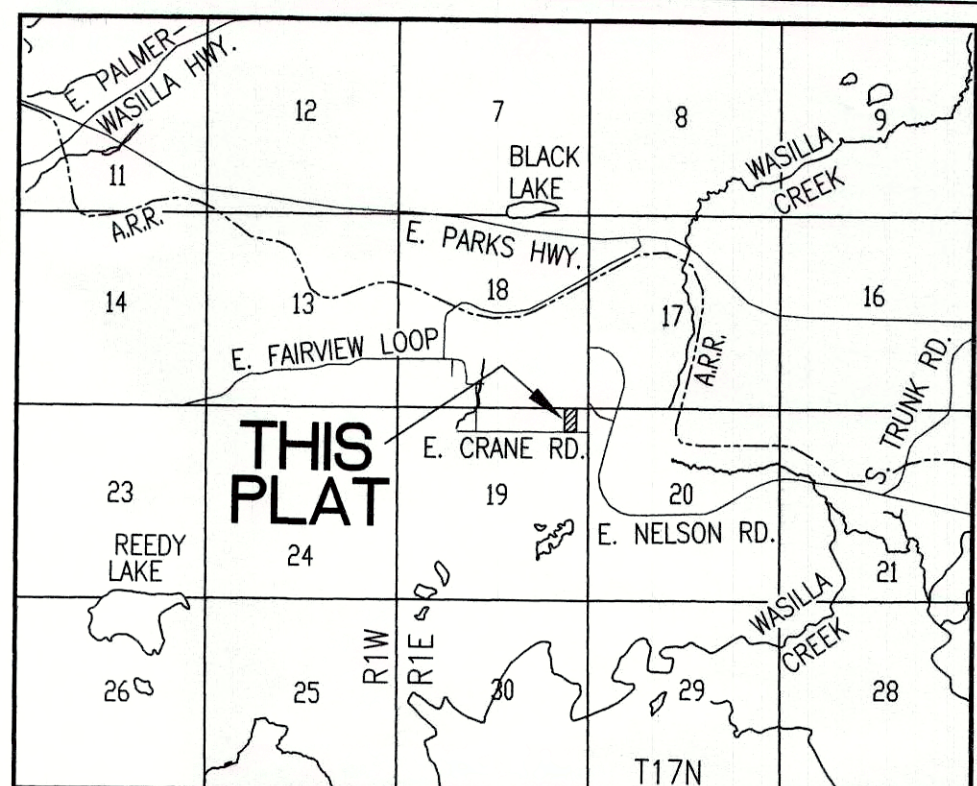 E. PALMER-
WASILLA HWY.
12
7
8
9
11
BLACK
LAKE
WASILLA
CREEK
A.R.R.
E. PARKS HWY.
14
13
18
17
16
E. FAIRVIEW LOOP
A.R.R.
S. TRUNK RD.
THIS
PLAT
E. CRANE RD.
23
19
20
REEDY
LAKE
24
E. NELSON RD.
21
WASILLA
CREEK
R1W
R1E
26
25
30
29
28
T17N